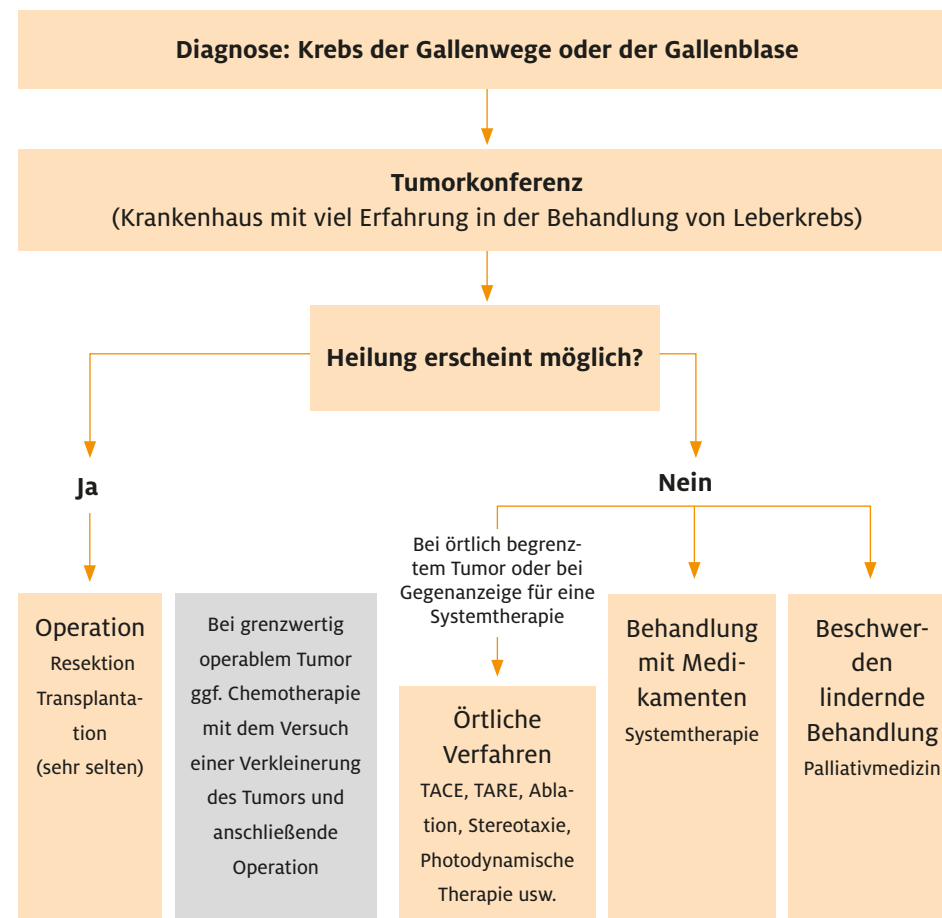 Diagnose: Krebs der Gallenwege oder der Gallenblase
Tumorkonferenz
(Krankenhaus mit viel Erfahrung in der Behandlung von Leberkrebs)
Heilung erscheint möglich?
Ja
Nein
Operation
Resektion
Transplanta-
tion
(sehr selten)
Bei grenzwertig
operablem Tumor
ggf. Chemotherapie
mit dem Versuch
einer Verkleinerung
des Tumors und
anschließende
Operation
Bei örtlich begrenz-
tem Tumor oder bei
Gegenanzeige für eine
Systemtherapie
Örtliche
Verfahren
TACE, TARE, Abla-
tion, Stereotaxie,
Photodynamische
Therapie usw.
Behandlung
mit Medi-
kamenten
Systemtherapie
Beschwer-
den
lindernde
Behandlung
Palliativmedizin